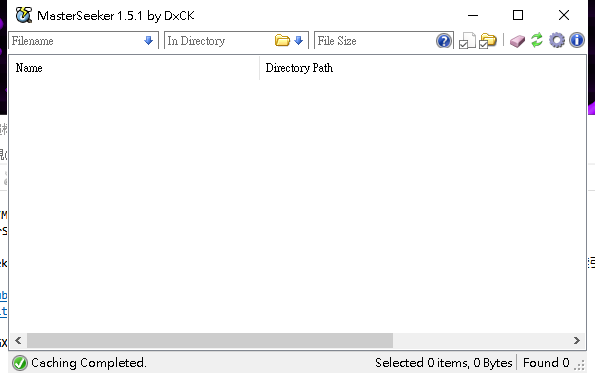 MasterSeeker 1.5.1 by DxCK
Filename In Directory File Size
Name Directory Path
Caching Completed. Selected 0 items, 0 Bytes Found 0